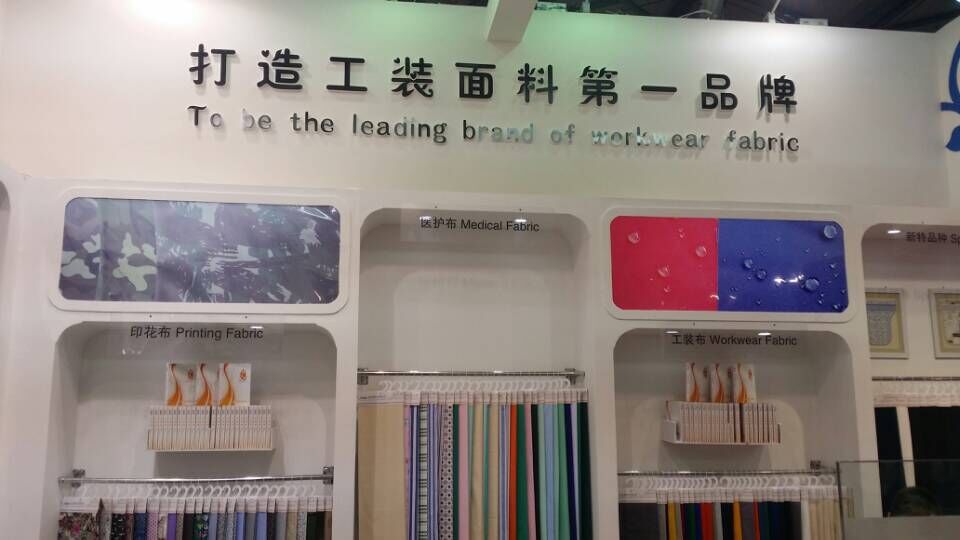 打造工装面料第一品牌
To be the leading brand of workwear fabric
医护布 Medical Fabric
新特品种 Sp
印花布 Printing Fabric
工装布 Workwear Fabric